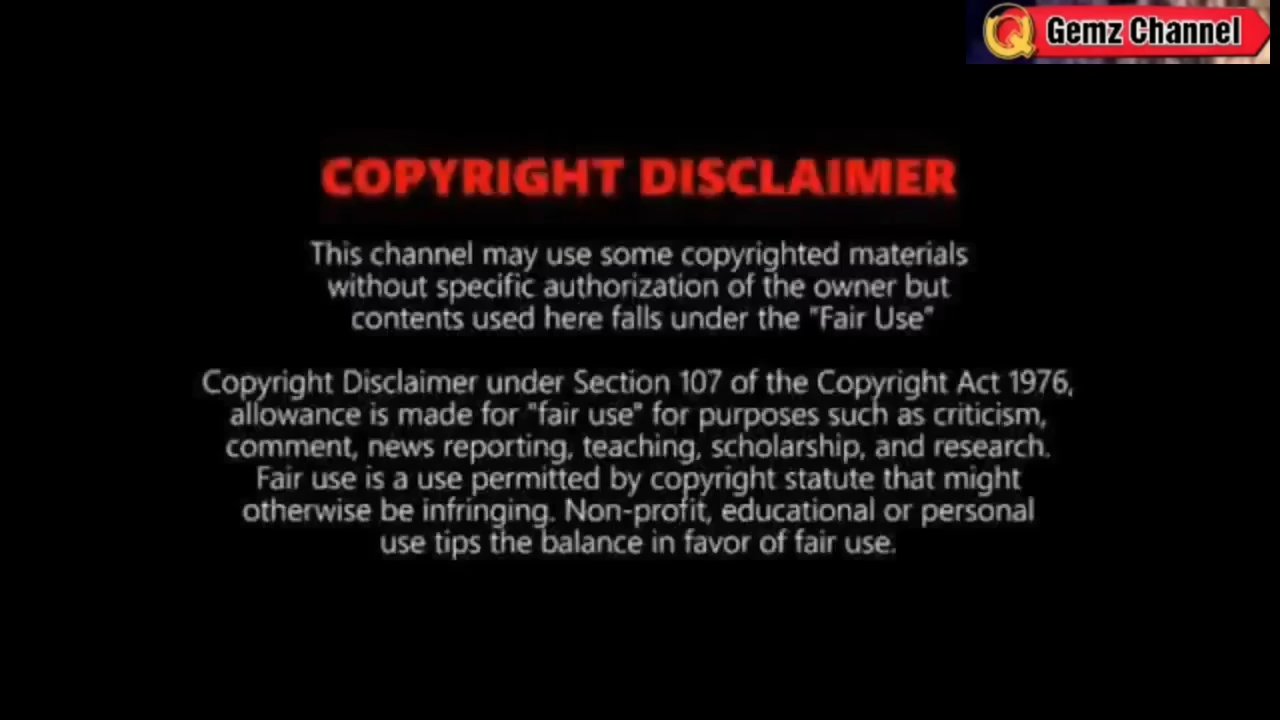 Gemz Channel
COPYRIGHT DISCLAIMER
This channel may use some copyrighted materials
without specific authorization of the owner but
contents used here falls under the "Fair Use"
Copyright Disclaimer under Section 107 of the Copyright Act 1976,
allowance is made for "fair use" for purposes such as criticism,
comment, news reporting, teaching, scholarship, and research.
Fair use is a use permitted by copyright statute that might
otherwise be infringing. Non-profit, educational or personal
use tips the balance in favor of fair use.